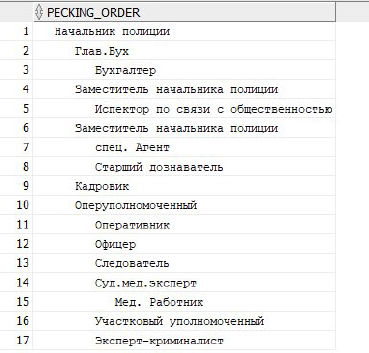 PECKING_ORDER
1 Начальник полиции
2 Глав.Бух
3 Бухгалтер
4 Заместитель начальника полиции
5 Испектор по связи с общественностью
6 Заместитель начальника полиции
7 спец. Агент
8 Старший дознаватель
9 Кадровик
10 Оперуполномоченный
11 Оперативник
12 Офицер
13 Следователь
14 Суд.мед.эксперт
15 Мед. Работник
16 Участковый уполномоченный
17 Эксперт-криминалист